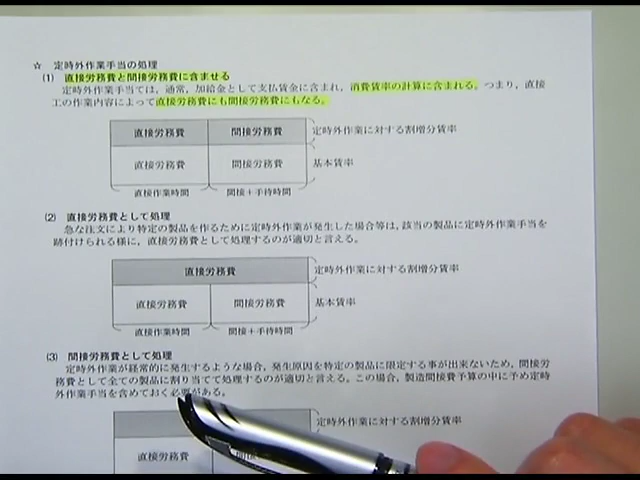 ☆ 定時外作業手当の処理
(1) 直接労務費と間接労務費に含ませる
定時外作業手当ては，通常，加給金として支払賃金に含まれ，消費賃率の計算に含まれる。つまり，直接
工の作業内容によって直接労務費にも間接労務費にもなる。
直接労務費 間接労務費 定時外作業に対する割増分賃率
直接労務費 間接労務費 基本賃率
直接作業時間 間接＋手待時間
(2) 直接労務費として処理
急な注文により特定の製品を作るために定時外作業が発生した場合等は，該当の製品に定時外作業手当を
跡付けられる様に，直接労務費として処理するのが適切と言える。
直接労務費 定時外作業に対する割増分賃率
直接労務費 間接労務費 基本賃率
直接作業時間 間接＋手待時間
(3) 間接労務費として処理
定時外作業が経常的に発生するような場合，発生原因を特定の製品に限定する事が出来ないため，間接労
務費として全ての製品に割り当てて処理するのが適切と言える。この場合，製造間接費予算の中に予め定時
外作業手当を含めておく必要がある。
定時外作業に対する割増分賃率
直接労務費